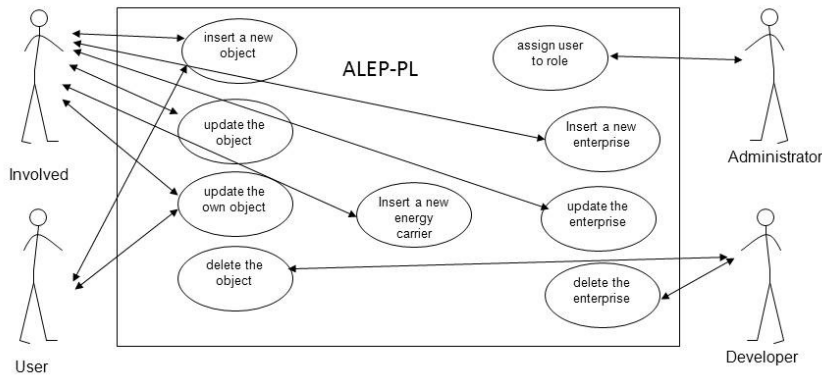 insert a new
object
ALEP-PL
assign user
to role
update the
object
Insert a new
enterprise
Involved
Administrator
update the
own object
Insert a new
energy
carrier
update the
enterprise
delete the
object
delete the
enterprise
User
Developer